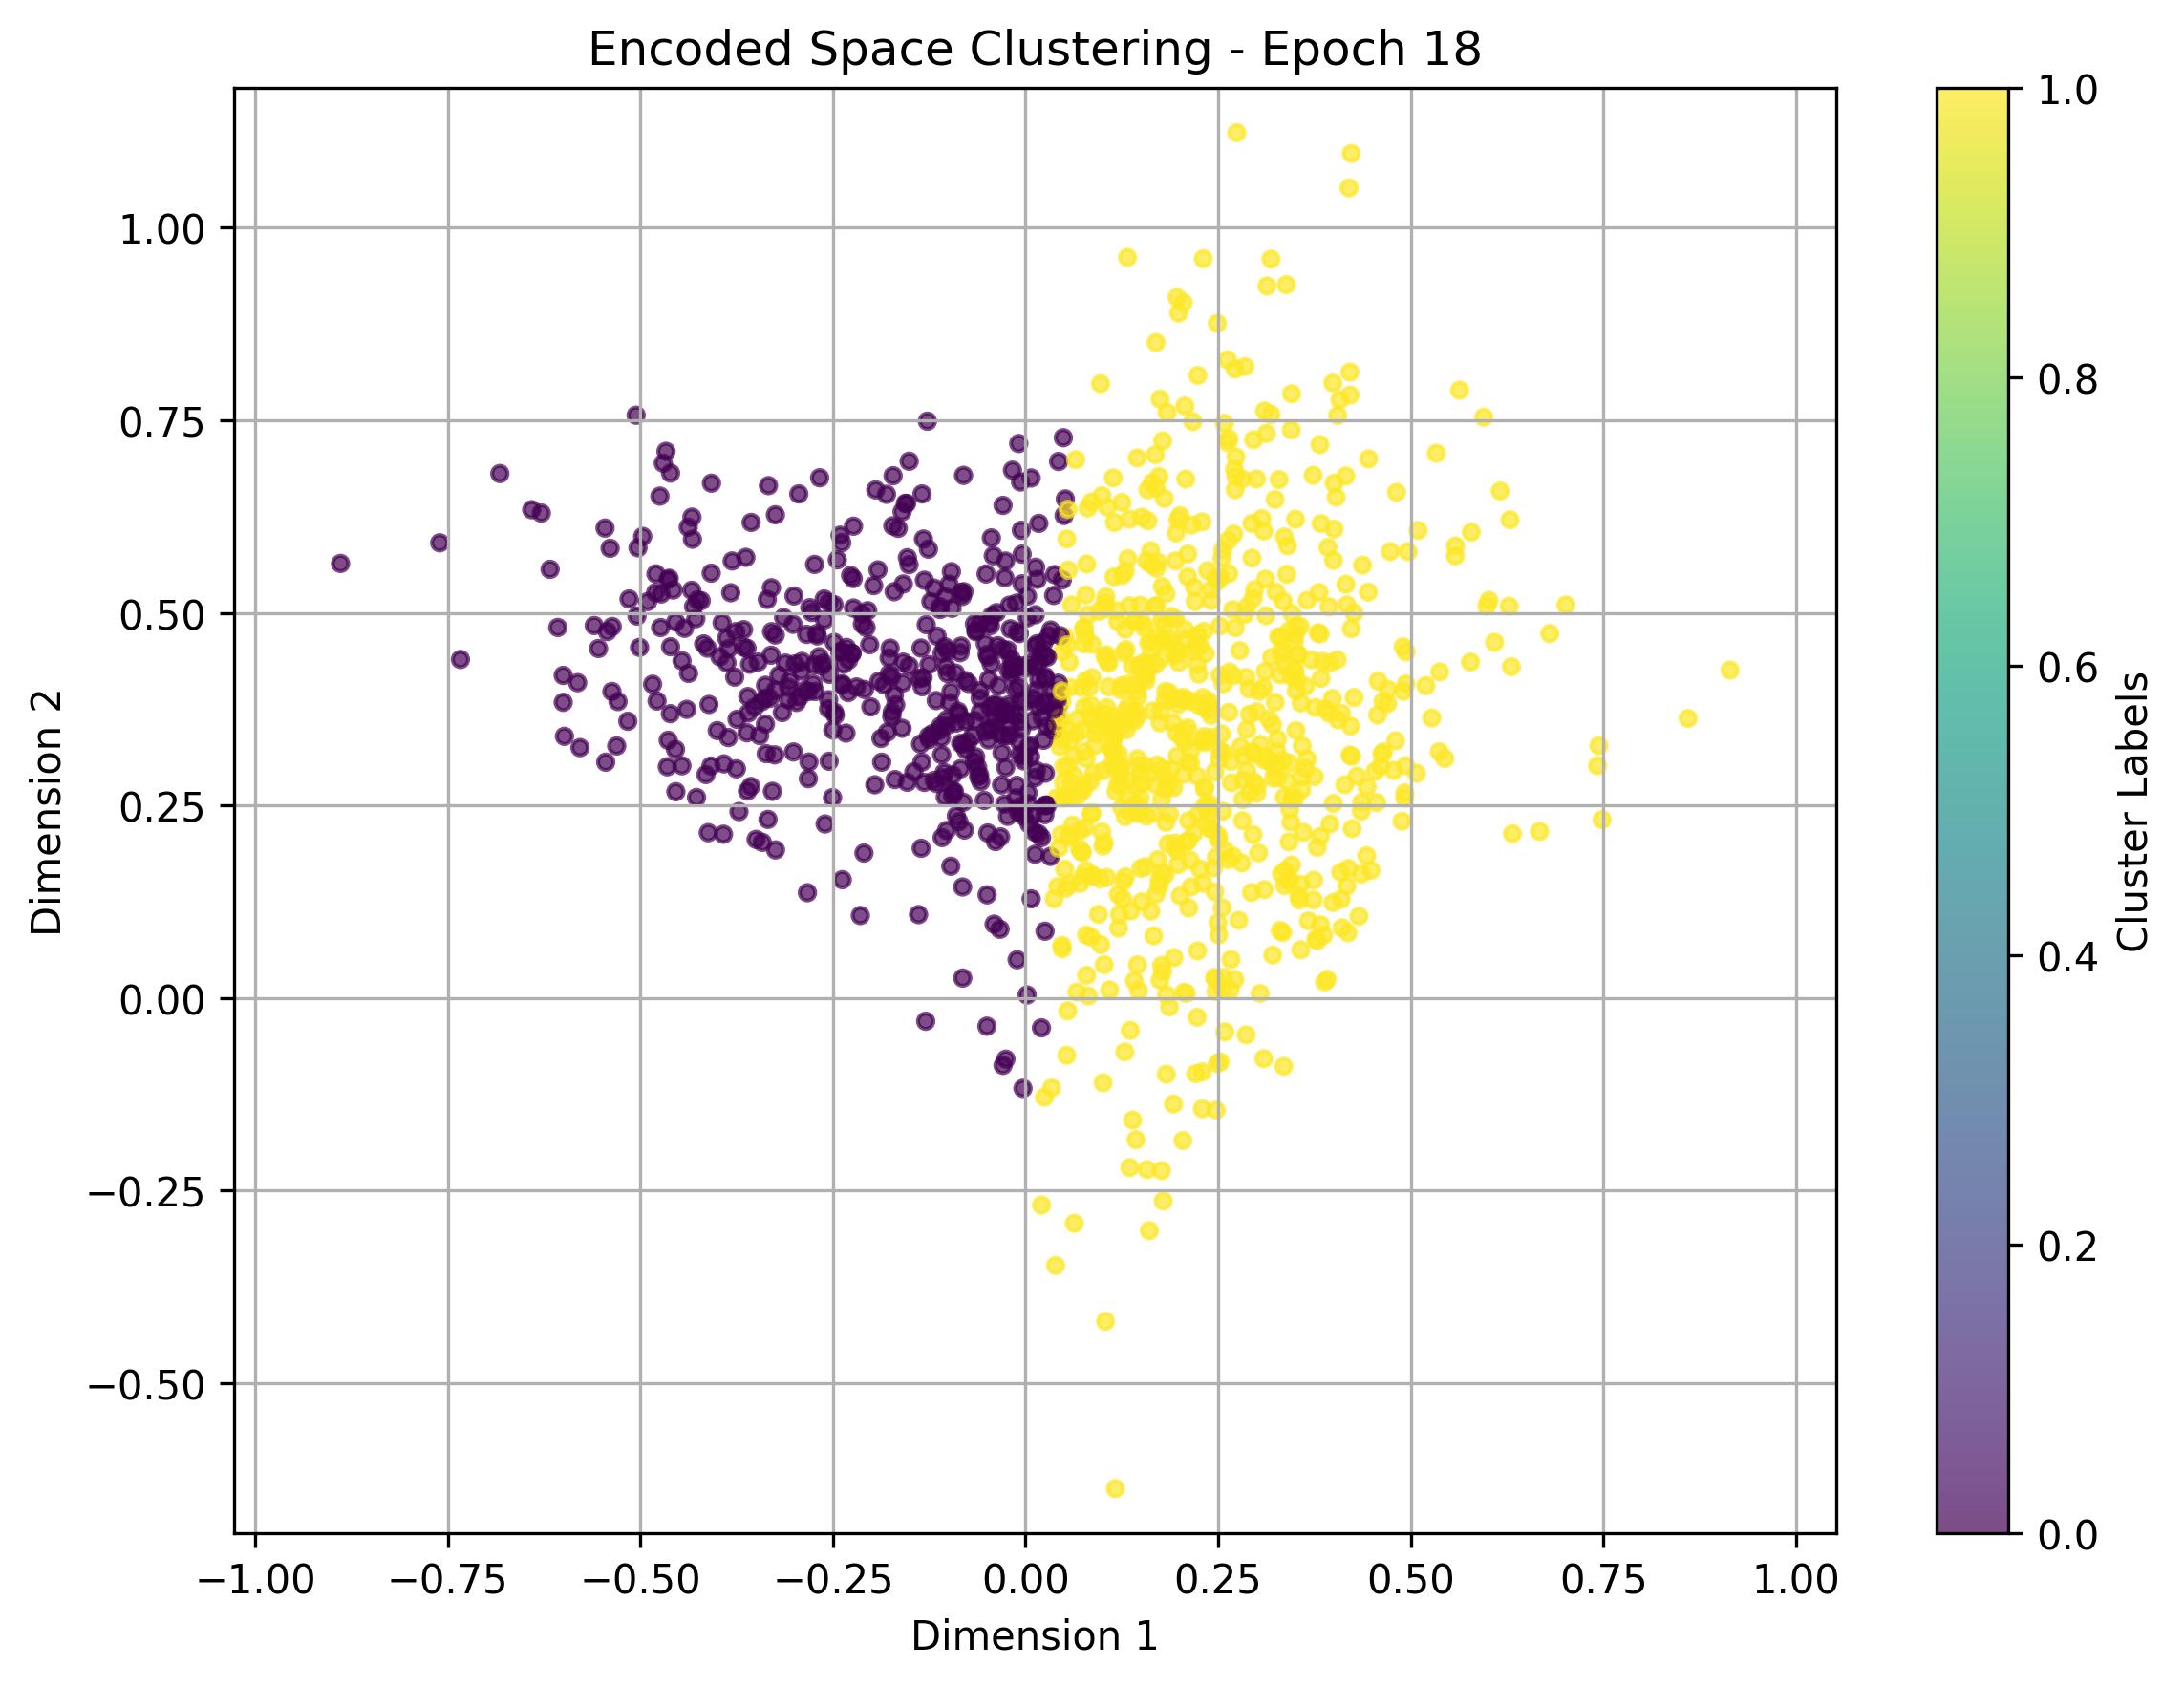 Encoded Space Clustering - Epoch 18
1.00
0.75
0.50
0.25
0.00
−0.25
−0.50
Dimension 2
−1.00 −0.75 −0.50 −0.25 0.00 0.25 0.50 0.75 1.00
Dimension 1
1.0
0.8
0.6
0.4
0.2
0.0
Cluster Labels